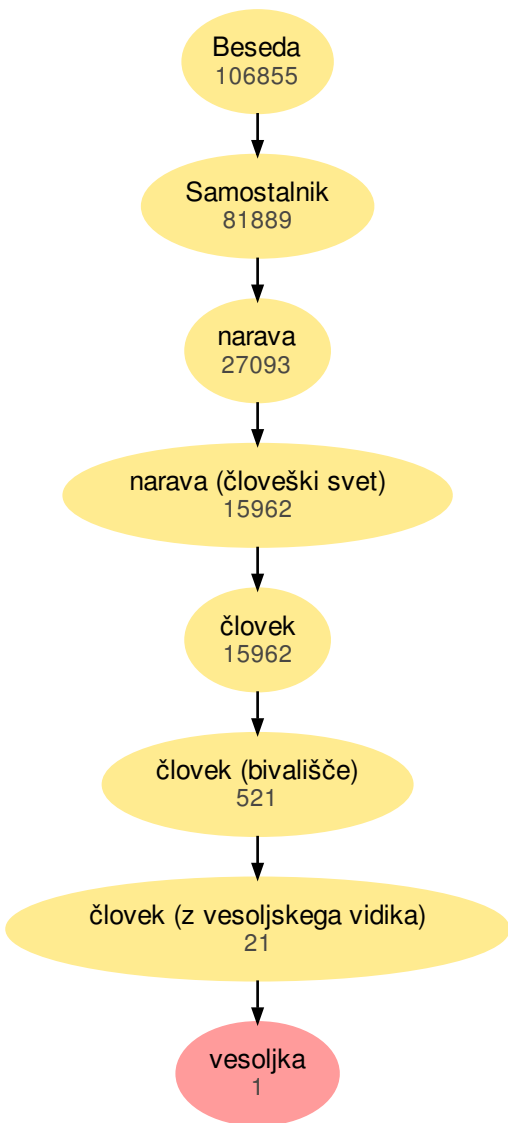 Beseda
106855
Samostalnik
81889
narava
27093
narava (človeški svet)
15962
človek
15962
človek (bivališče)
521
človek (z vesoljskega vidika)
21
vesoljka
1